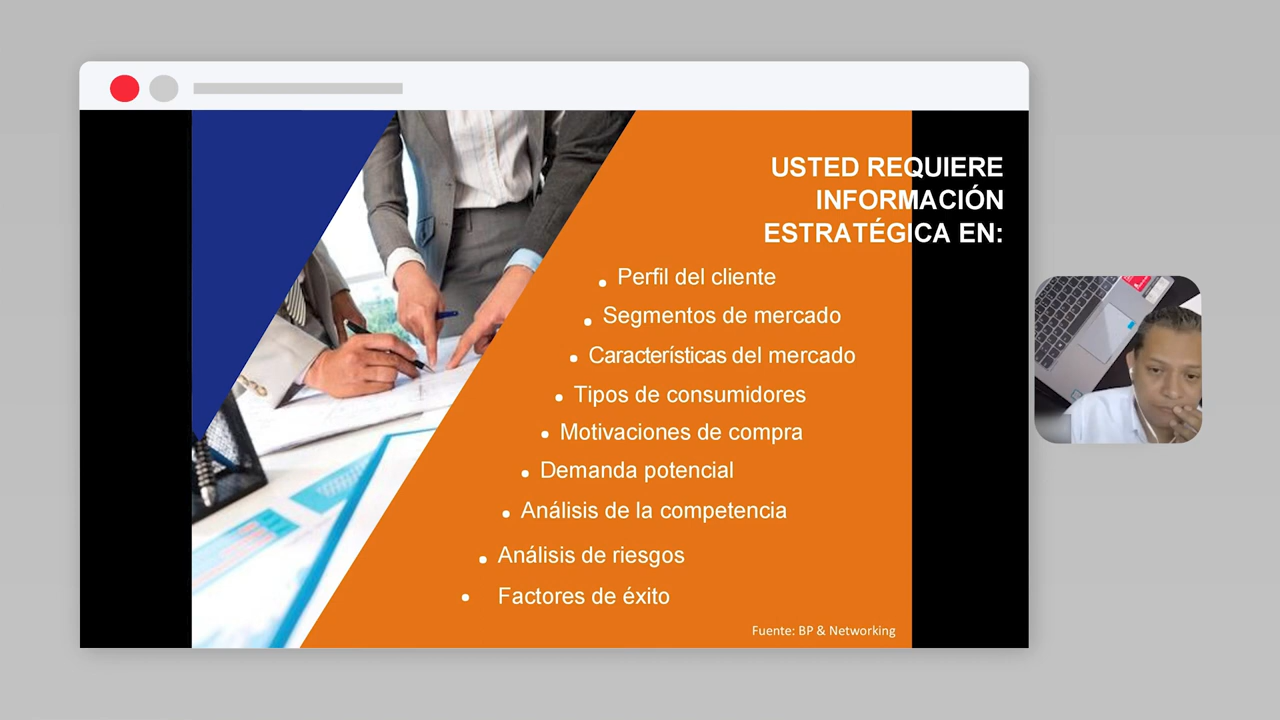 USTED REQUIERE
INFORMACIÓN
ESTRATÉGICA EN:
• Perfil del cliente
• Segmentos de mercado
• Características del mercado
• Tipos de consumidores
• Motivaciones de compra
• Demanda potencial
• Análisis de la competencia
• Análisis de riesgos
• Factores de éxito
Fuente: BP & Networking